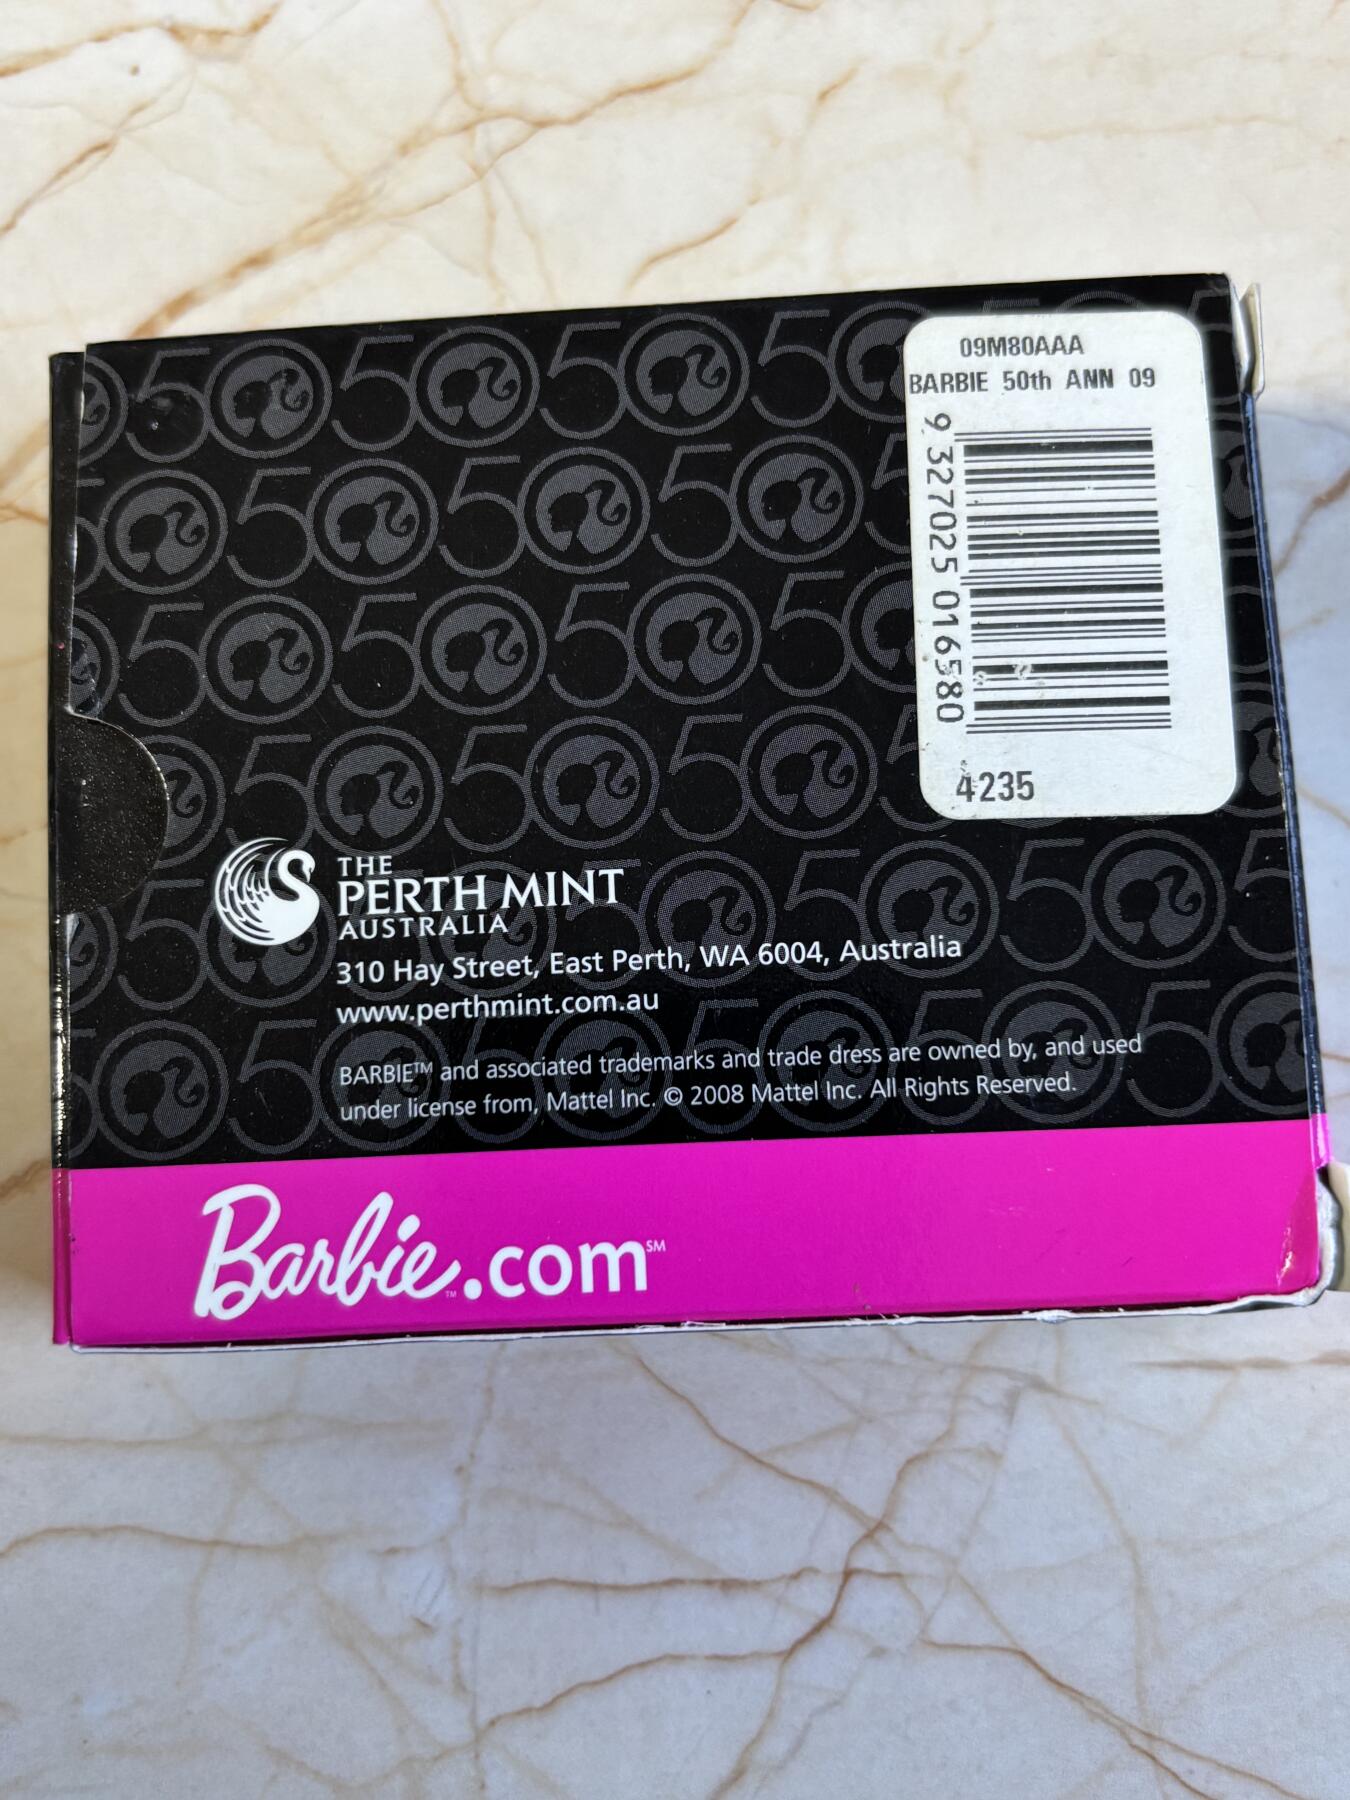 09M80AAA
BARBIE 50th ANN 09
9 327025 016580
4235
THE
PERTH MINT
AUSTRALIA
310 Hay Street, East Perth, WA 6004, Australia
www.perthmint.com.au
BARBIE™ and associated trademarks and trade dress are owned by, and used
under license from, Mattel Inc. © 2008 Mattel Inc. All Rights Reserved.
Barbie™.com℠